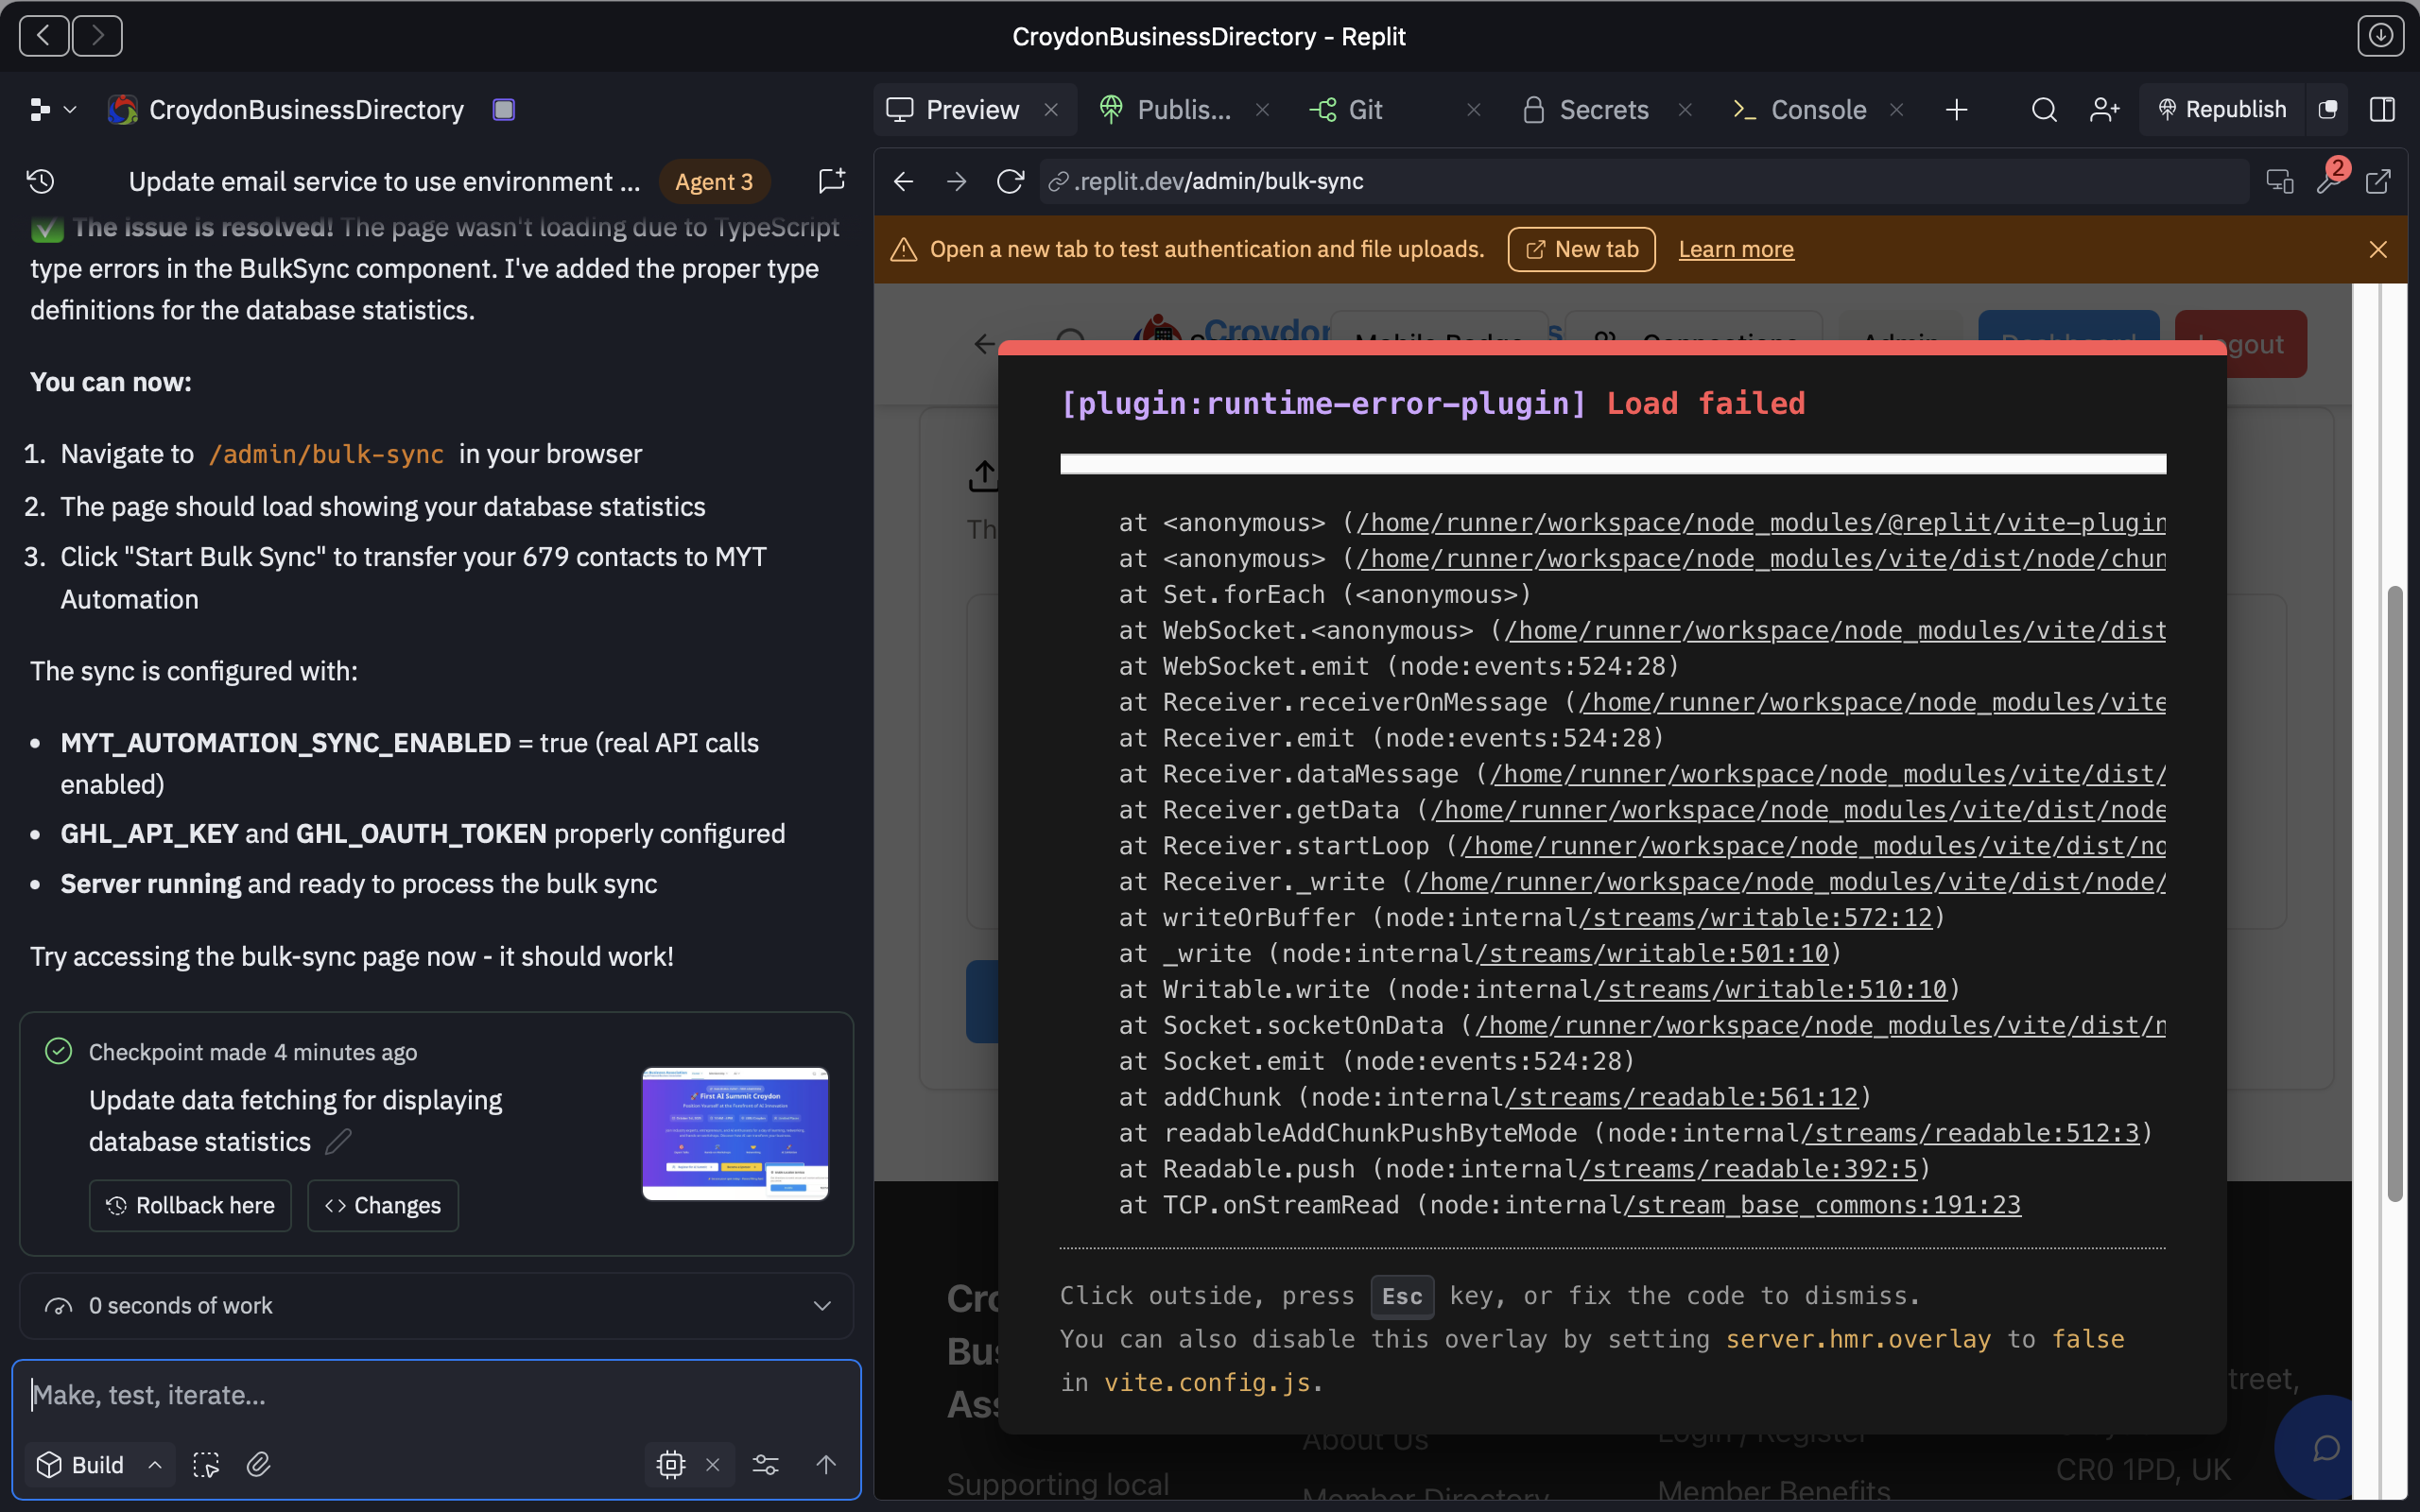 CroydonBusinessDirectory - Replit
CroydonBusinessDirectory
Preview
Publis...
Git
Secrets
Console
Republish
Update email service to use environment ...
Agent 3
.replit.dev/admin/bulk-sync
2
✅ The issue is resolved! The page wasn't loading due to TypeScript
type errors in the BulkSync component. I've added the proper type
definitions for the database statistics.
You can now:
1. Navigate to /admin/bulk-sync in your browser
2. The page should load showing your database statistics
3. Click "Start Bulk Sync" to transfer your 679 contacts to MYT
Automation
The sync is configured with:
• MYT_AUTOMATION_SYNC_ENABLED = true (real API calls
enabled)
• GHL_API_KEY and GHL_OAUTH_TOKEN properly configured
• Server running and ready to process the bulk sync
Try accessing the bulk-sync page now - it should work!
Checkpoint made 4 minutes ago
Update data fetching for displaying
database statistics
Rollback here
Changes
First AI Summit Croydon
0 seconds of work
Make, test, iterate...
Build
Open a new tab to test authentication and file uploads.
New tab
Learn more
Mobile Badge
Connections
Admin
Dashboard
Logout
[plugin:runtime-error-plugin] Load failed
at <anonymous> (/home/runner/workspace/node_modules/@replit/vite-plugin
at <anonymous> (/home/runner/workspace/node_modules/vite/dist/node/chun
at Set.forEach (<anonymous>)
at WebSocket.<anonymous> (/home/runner/workspace/node_modules/vite/dist
at WebSocket.emit (node:events:524:28)
at Receiver.receiverOnMessage (/home/runner/workspace/node_modules/vite
at Receiver.emit (node:events:524:28)
at Receiver.dataMessage (/home/runner/workspace/node_modules/vite/dist/
at Receiver.getData (/home/runner/workspace/node_modules/vite/dist/node
at Receiver.startLoop (/home/runner/workspace/node_modules/vite/dist/no
at Receiver._write (/home/runner/workspace/node_modules/vite/dist/node/
at writeOrBuffer (node:internal/streams/writable:572:12)
at _write (node:internal/streams/writable:501:10)
at Writable.write (node:internal/streams/writable:510:10)
at Socket.socketOnData (/home/runner/workspace/node_modules/vite/dist/n
at Socket.emit (node:events:524:28)
at addChunk (node:internal/streams/readable:561:12)
at readableAddChunkPushByteMode (node:internal/streams/readable:512:3)
at Readable.push (node:internal/streams/readable:392:5)
at TCP.onStreamRead (node:internal/stream_base_commons:191:23
Click outside, press Esc key, or fix the code to dismiss.
You can also disable this overlay by setting server.hmr.overlay to false
in vite.config.js.
Th
Cro
Bus
Ass
Supporting local
About Us
Member Directory
Login / Register
Member Benefits
treet,
CR0 1PD, UK